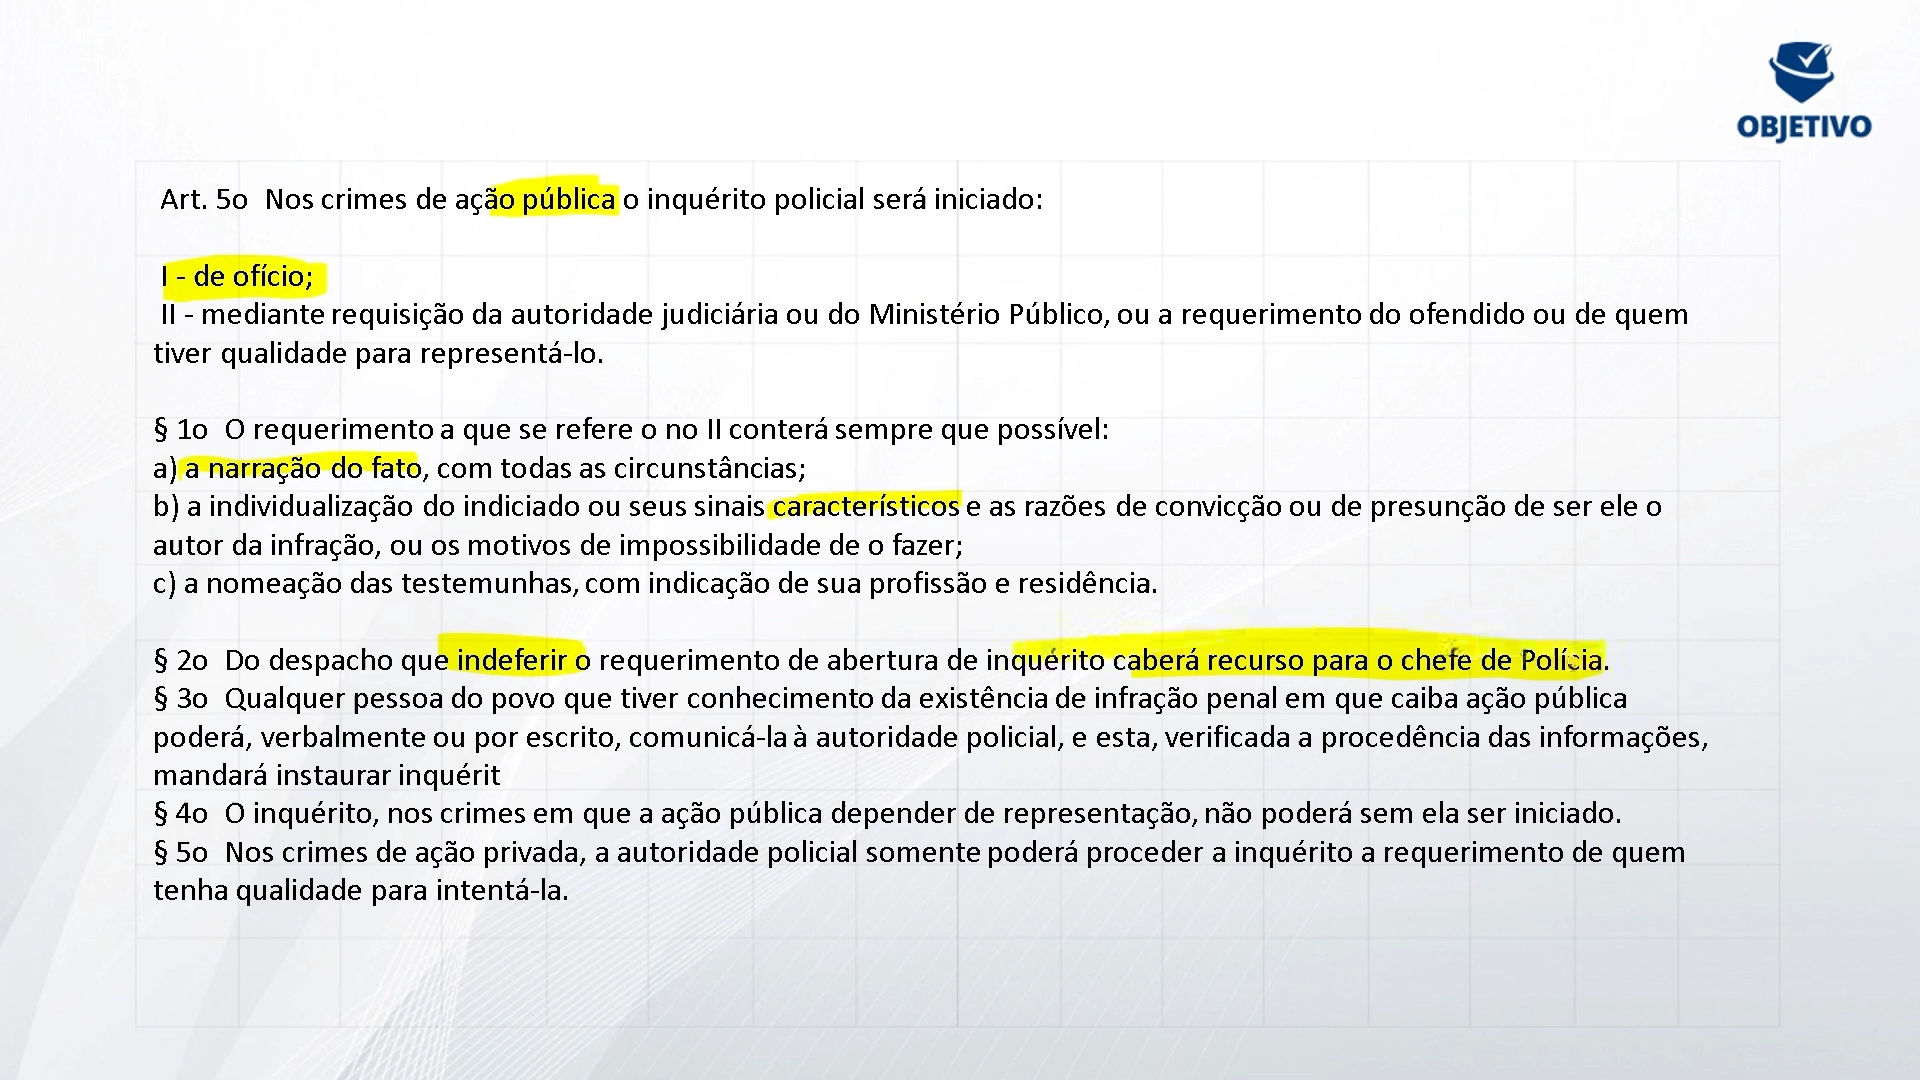 OBJETIVO
Art. 5o Nos crimes de ação pública o inquérito policial será iniciado:
I - de ofício;
II - mediante requisição da autoridade judiciária ou do Ministério Público, ou a requerimento do ofendido ou de quem
tiver qualidade para representá-lo.
§ 1o O requerimento a que se refere o no II conterá sempre que possível:
a) a narração do fato, com todas as circunstâncias;
b) a individualização do indiciado ou seus sinais característicos e as razões de convicção ou de presunção de ser ele o
autor da infração, ou os motivos de impossibilidade de o fazer;
c) a nomeação das testemunhas, com indicação de sua profissão e residência.
§ 2o Do despacho que indeferir o requerimento de abertura de inquérito caberá recurso para o chefe de Polícia.
§ 3o Qualquer pessoa do povo que tiver conhecimento da existência de infração penal em que caiba ação pública
poderá, verbalmente ou por escrito, comunicá-la à autoridade policial, e esta, verificada a procedência das informações,
mandará instaurar inquérit
§ 4o O inquérito, nos crimes em que a ação pública depender de representação, não poderá sem ela ser iniciado.
§ 5o Nos crimes de ação privada, a autoridade policial somente poderá proceder a inquérito a requerimento de quem
tenha qualidade para intentá-la.